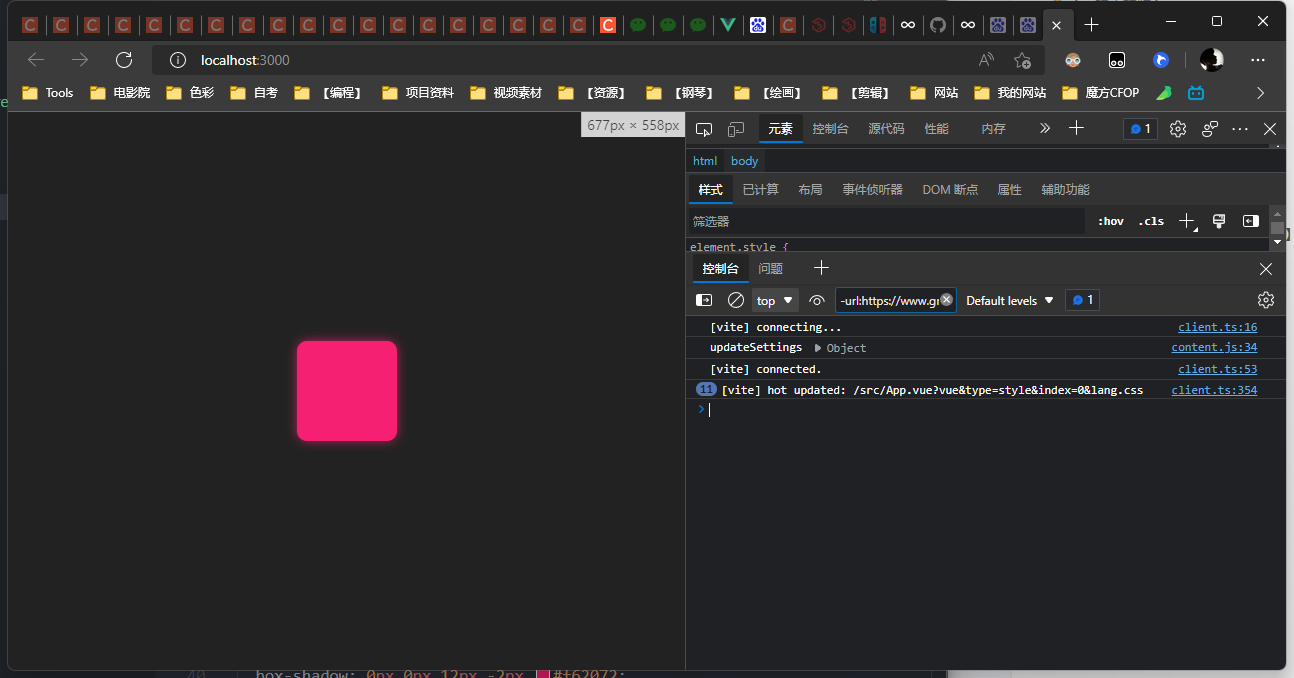 localhost:3000
Tools 电影院 色彩 自考 【编程】 项目资料 视频素材 【资源】 【钢琴】 【绘画】 【剪辑】 网站 我的网站 魔方CFOP
677px × 558px
元素 控制台 源代码 性能 内存 1
html body
样式 已计算 布局 事件侦听器 DOM 断点 属性 辅助功能
筛选器 :hov .cls
element.style {
控制台 问题
top -url:https://www.gr Default levels 1
[vite] connecting... client.ts:16
updateSettings Object content.js:34
[vite] connected. client.ts:53
11 [vite] hot updated: /src/App.vue?vue&type=style&index=0&lang.css client.ts:354
40 box-shadow: 0px 0px 12px -2px #f62072;